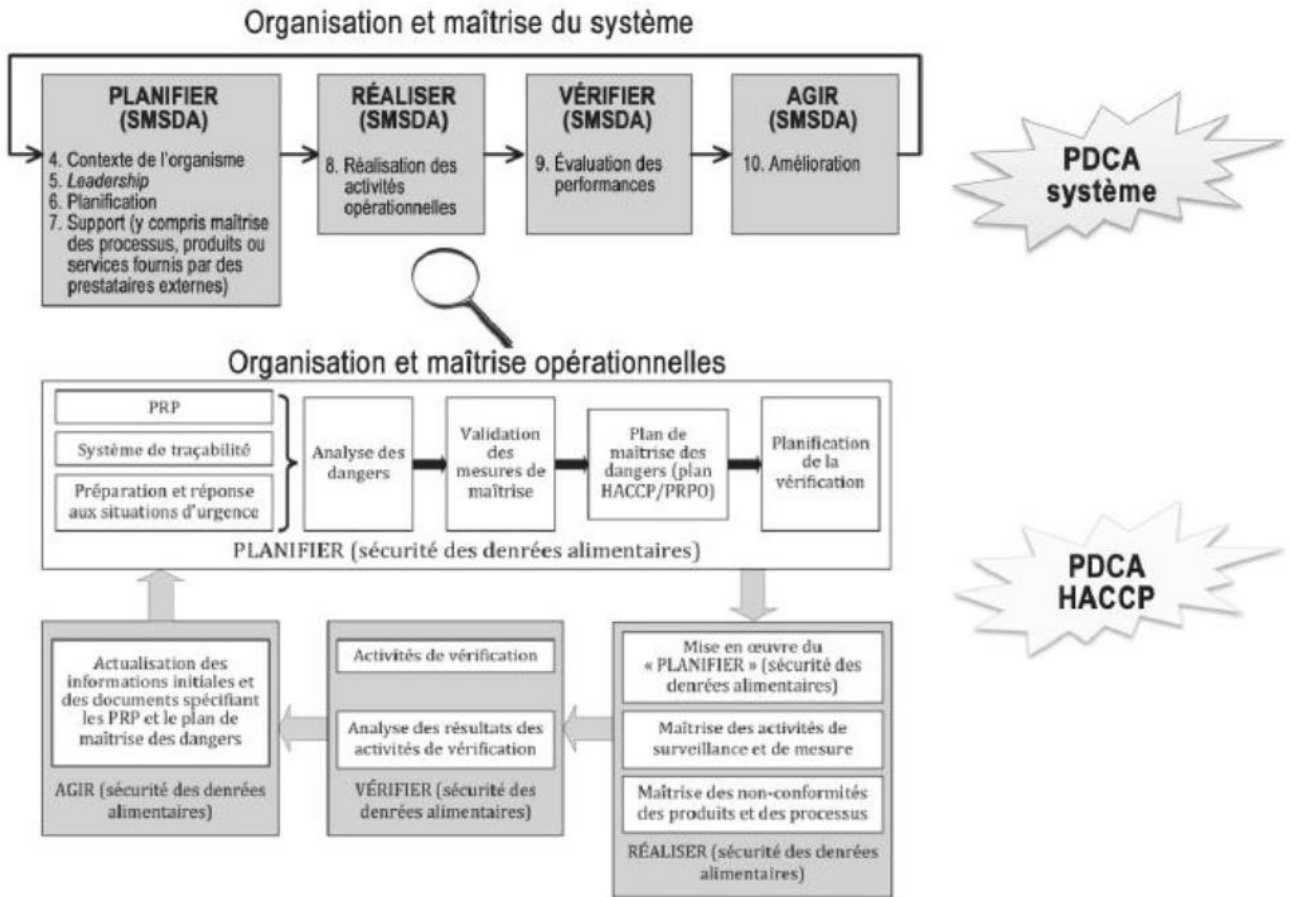 Organisation et maîtrise du système
PLANIFIER
(SMSDA)
4. Contexte de l'organisme
5. Leadership
6. Planification
7. Support (y compris maîtrise
des processus, produits ou
services fournis par des
prestataires externes)
RÉALISER
(SMSDA)
8. Réalisation des
activités
opérationnelles
VÉRIFIER
(SMSDA)
9. Évaluation des
performances
AGIR
(SMSDA)
10. Amélioration
PDCA
système
Organisation et maîtrise opérationnelles
PRP
Système de traçabilité
Préparation et réponse
aux situations d'urgence
Analyse des
dangers
Validation
des
mesures de
maîtrise
Plan de
maîtrise des
dangers (plan
HACCP/PRPO)
Planification
de la
vérification
PLANIFIER (sécurité des denrées alimentaires)
PDCA
HACCP
Actualisation des
informations initiales et
des documents spécifiant
les PRP et le plan de
maîtrise des dangers
AGIR (sécurité des denrées
alimentaires)
Activités de vérification
Analyse des résultats des
activités de vérification
VÉRIFIER (sécurité des
denrées alimentaires)
Mise en œuvre du
« PLANIFIER » (sécurité des
denrées alimentaires)
Maîtrise des activités de
surveillance et de mesure
Maîtrise des non-conformités
des produits et des processus
RÉALISER (sécurité des denrées
alimentaires)